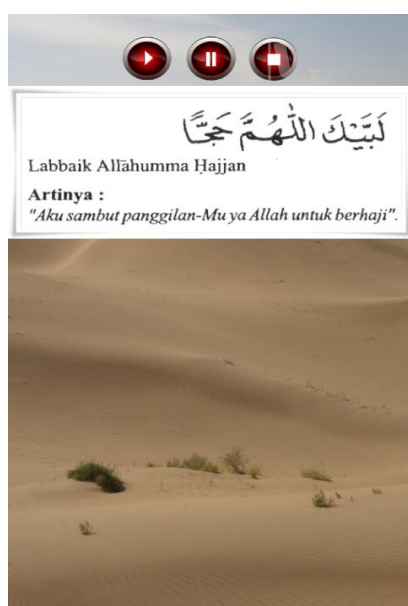 لَبَّيْكَ اللّٰهُمَّ حَجًّا
Labbaik Allāhumma Ḥajjan
Artinya :
"Aku sambut panggilan-Mu ya Allah untuk berhaji".